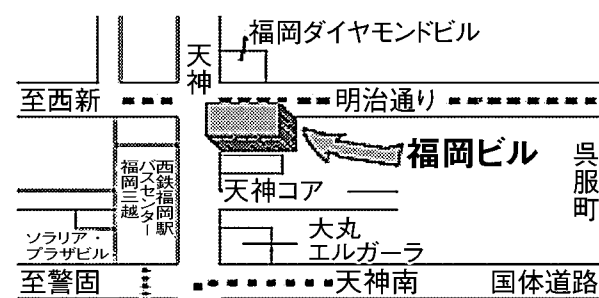 福岡ダイヤモンドビル
天神
至西新
明治通り
福岡ビル
呉服町
西鉄福岡駅
バスセンター
福岡三越
天神コア
ソラリア・
プラザビル
大丸
エルガーラ
至警固
天神南
国体道路